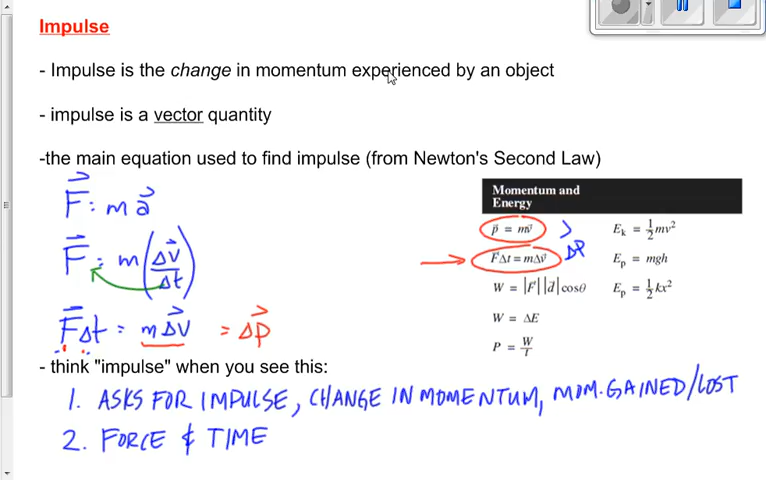 Impulse
- Impulse is the change in momentum experienced by an object
- impulse is a vector quantity
-the main equation used to find impulse (from Newton's Second Law)
F⃗ = m a⃗
F⃗ = m(Δv⃗/Δt)
F⃗Δt = mΔv⃗ = Δp⃗
Momentum and Energy
p⃗ = mv⃗
F⃗Δt = mΔv⃗ Δp⃗
W = |F⃗||d⃗|cosθ
W = ΔE
P = W/t
Eₖ = ½mv²
Eₚ = mgh
Eₚ = ½kx²
- think "impulse" when you see this:
1. ASKS FOR IMPULSE, CHANGE IN MOMENTUM, MOM. GAINED/LOST
2. FORCE & TIME